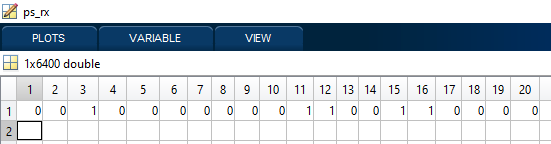 ps_rx
PLOTS VARIABLE VIEW
1x6400 double
1 2 3 4 5 6 7 8 9 10 11 12 13 14 15 16 17 18 19 20
1 0 0 1 0 0 0 0 0 0 0 1 1 0 0 1 1 0 0 0 0
2